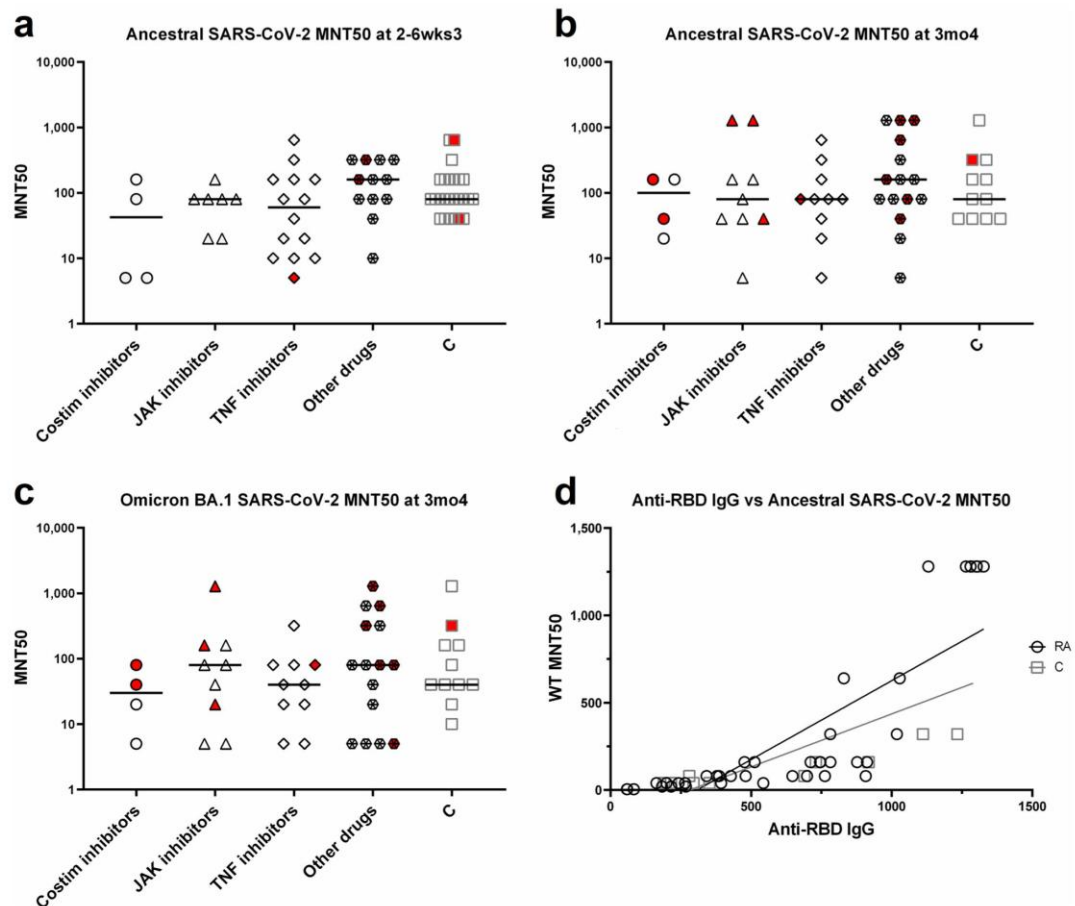 a
Ancestral SARS-CoV-2 MNT50 at 2-6wks3
10,000
1,000
100
10
1
MNT50
Costim inhibitors
JAK inhibitors
TNF inhibitors
Other drugs
C
b
Ancestral SARS-CoV-2 MNT50 at 3mo4
10,000
1,000
100
10
1
MNT50
Costim inhibitors
JAK inhibitors
TNF inhibitors
Other drugs
C
c
Omicron BA.1 SARS-CoV-2 MNT50 at 3mo4
10,000
1,000
100
10
1
MNT50
Costim inhibitors
JAK inhibitors
TNF inhibitors
Other drugs
C
d
Anti-RBD IgG vs Ancestral SARS-CoV-2 MNT50
1,500
1,000
500
0
WT MNT50
0 500 1000 1500
Anti-RBD IgG
RA
C